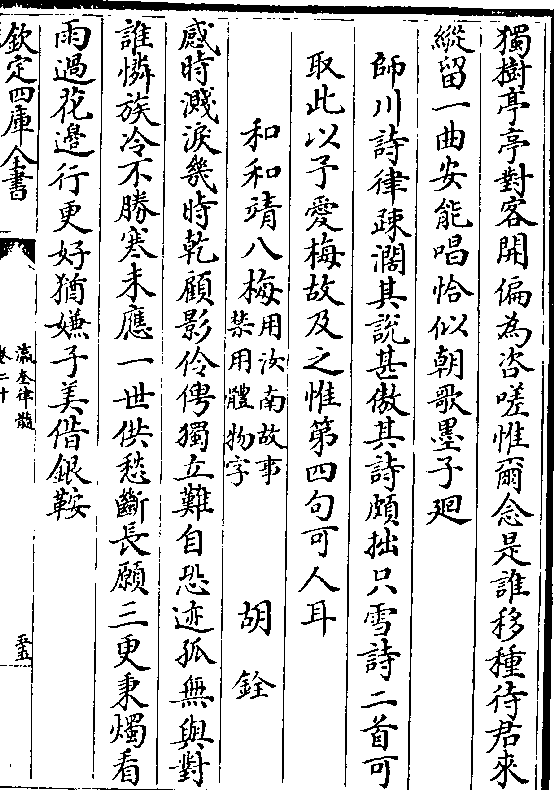 獨樹亭亭對客開偏為咨嗟惟爾念是誰移種待君來
縱留一曲安能唱恰似朝歌墨子廻
師川詩律疎濶其說甚傲其詩頗拙只雪詩二首可
取此以予愛梅故及之惟第四句可人耳
和和靖八梅用汝南故事禁用體物字 胡銓
感時濺淚幾時乾顧影伶俜獨立難自恐迹孤無與對
誰憐族冷不勝寒未應一世供愁斷長願三更秉燭看
雨過花邊行更好猶嫌子美借銀鞍
欽定四庫全書
瀛奎律髓
卷二十